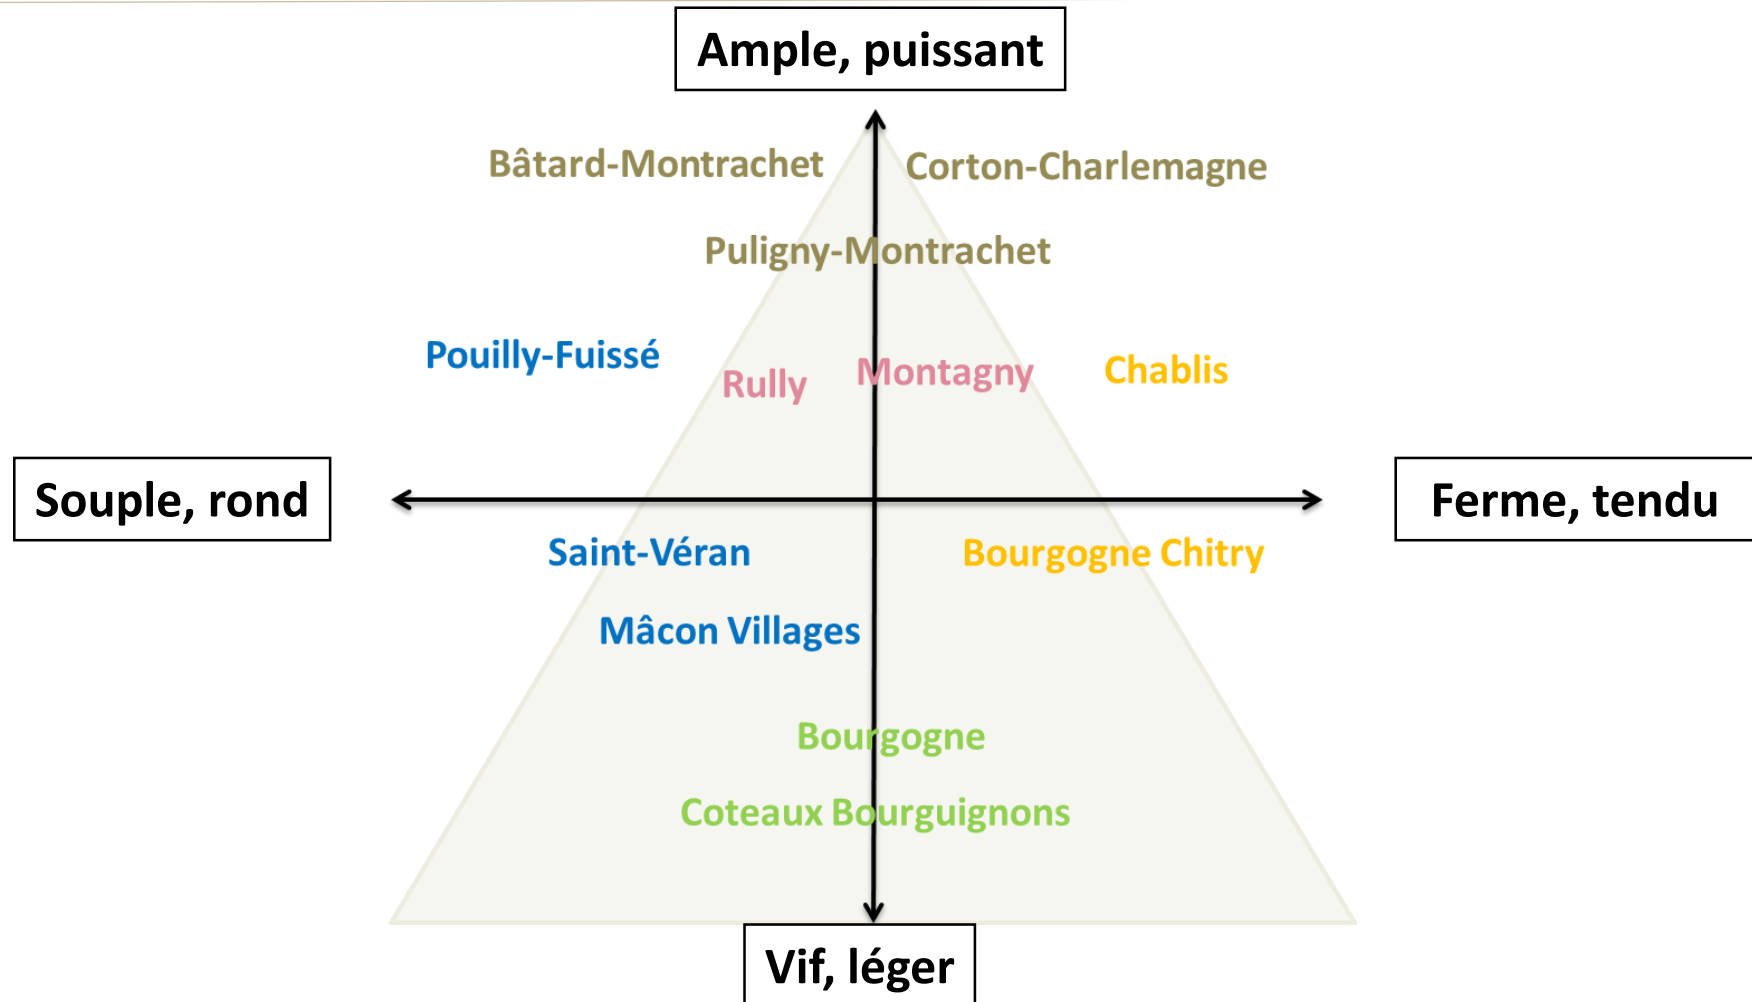 Ample, puissant
Bâtard-Montrachet
Corton-Charlemagne
Puligny-Montrachet
Pouilly-Fuissé
Rully
Montagny
Chablis
Souple, rond
Ferme, tendu
Saint-Véran
Bourgogne Chitry
Mâcon Villages
Bourgogne
Coteaux Bourguignons
Vif, léger